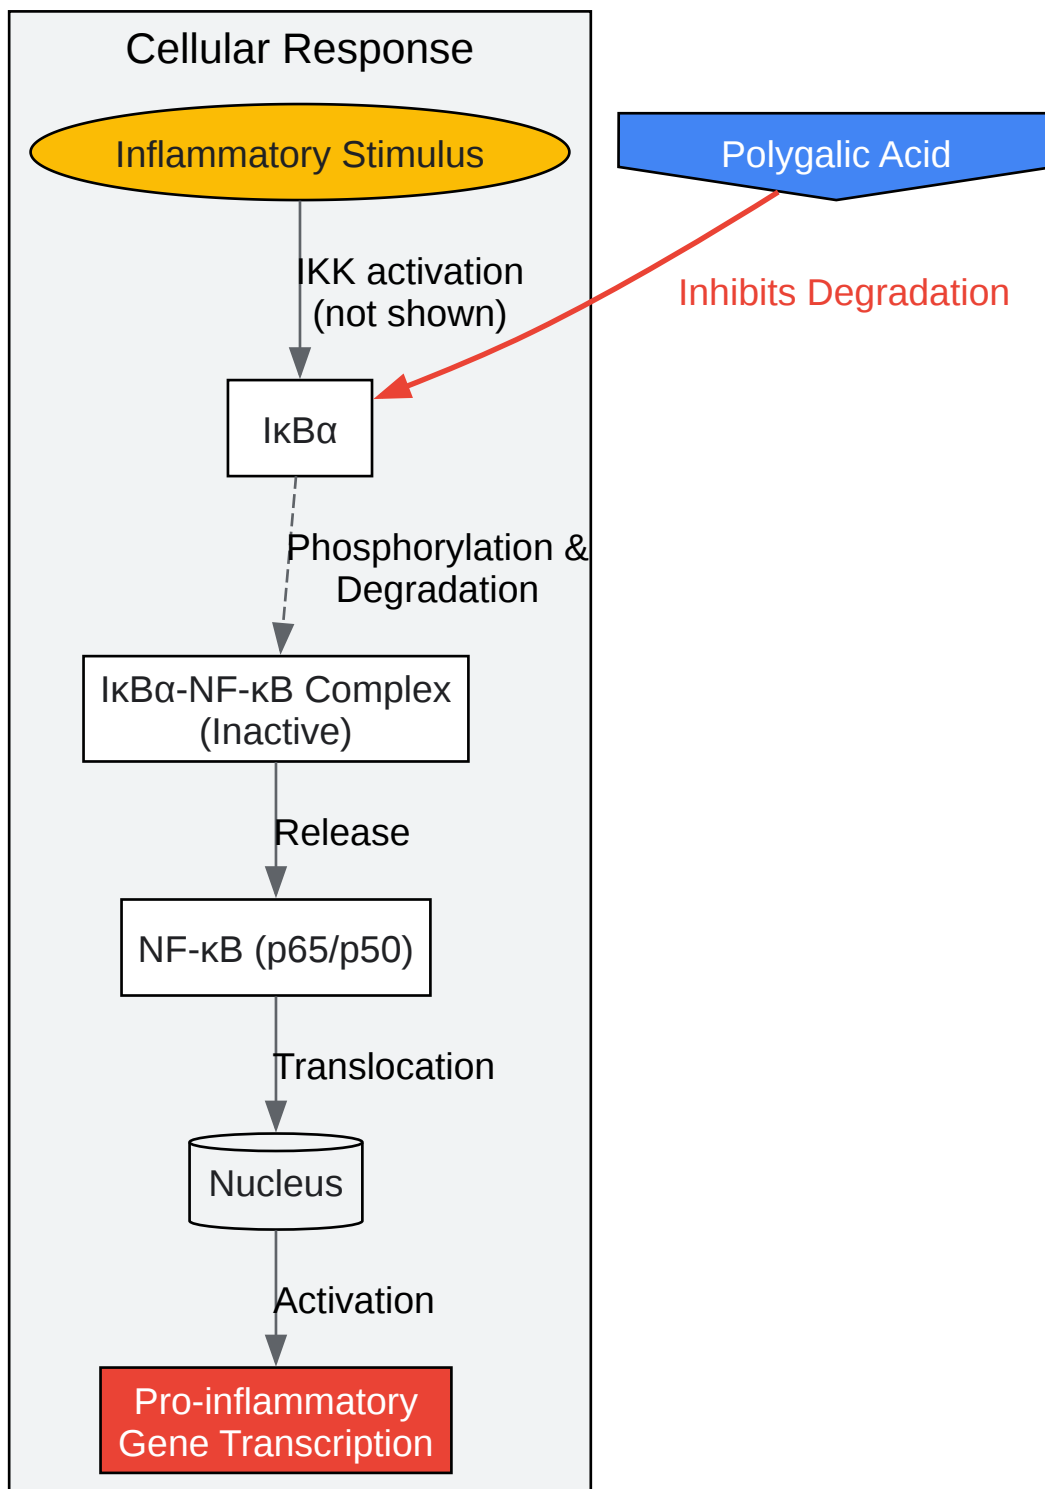 Cellular Response
Inflammatory Stimulus
Polygalic Acid
IKK activation
(not shown)
Inhibits Degradation
IκBα
Phosphorylation &
Degradation
IκBα-NF-κB Complex
(Inactive)
Release
NF-κB (p65/p50)
Translocation
Nucleus
Activation
Pro-inflammatory
Gene Transcription